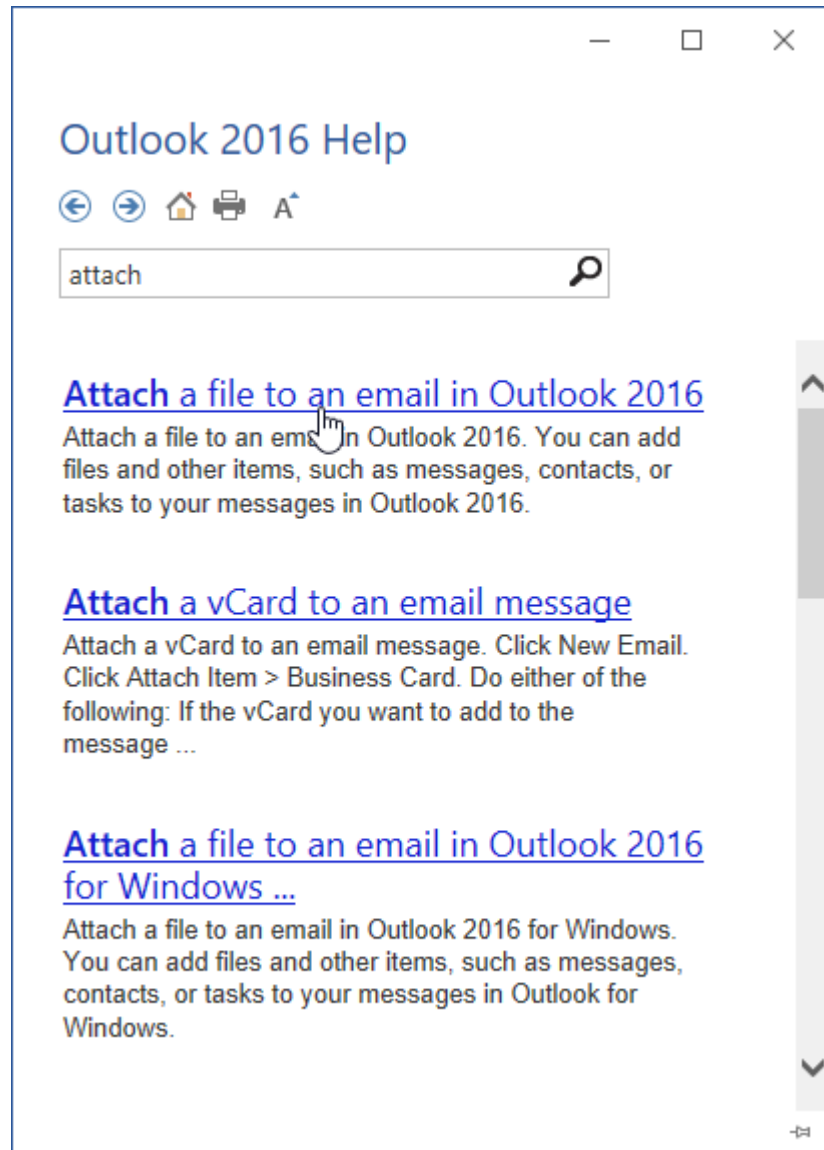 Outlook 2016 Help
A
attach
Attach a file to an email in Outlook 2016
Attach a file to an email in Outlook 2016. You can add
files and other items, such as messages, contacts, or
tasks to your messages in Outlook 2016.
Attach a vCard to an email message
Attach a vCard to an email message. Click New Email.
Click Attach Item > Business Card. Do either of the
following: If the vCard you want to add to the
message ...
Attach a file to an email in Outlook 2016
for Windows ...
Attach a file to an email in Outlook 2016 for Windows.
You can add files and other items, such as messages,
contacts, or tasks to your messages in Outlook for
Windows.